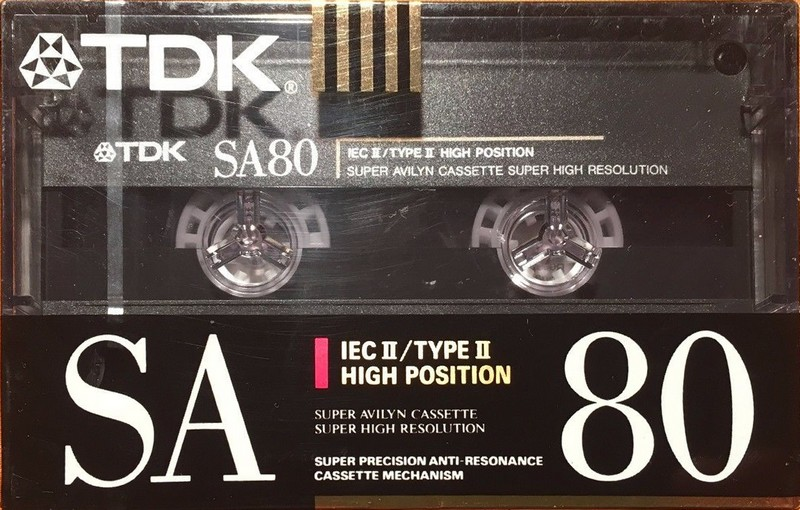 TDK®
TDK SA80 IEC II/TYPE II HIGH POSITION
SUPER AVILYN CASSETTE SUPER HIGH RESOLUTION
SA 80
IEC II/TYPE II
HIGH POSITION
SUPER AVILYN CASSETTE
SUPER HIGH RESOLUTION
SUPER PRECISION ANTI-RESONANCE
CASSETTE MECHANISM